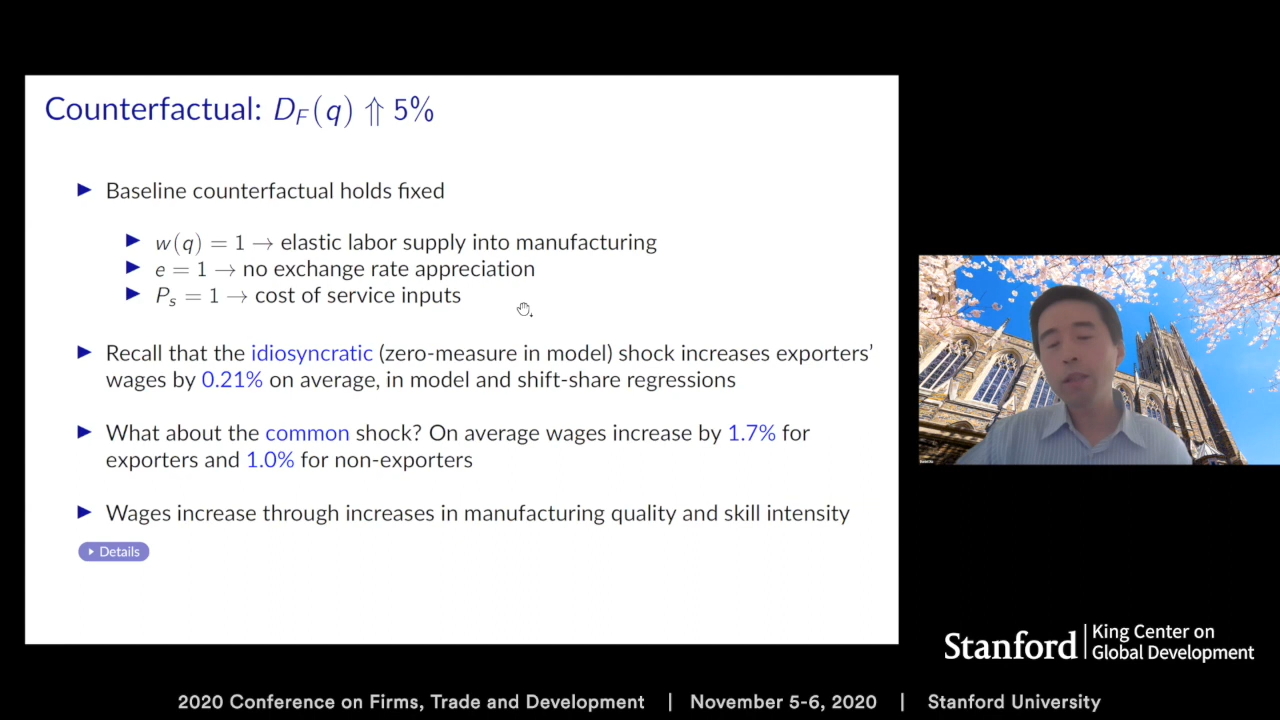 Counterfactual: D_F(q) ⇑ 5%
▶ Baseline counterfactual holds fixed
▶ w(q) = 1 → elastic labor supply into manufacturing
▶ e = 1 → no exchange rate appreciation
▶ P_s = 1 → cost of service inputs
▶ Recall that the idiosyncratic (zero-measure in model) shock increases exporters’
wages by 0.21% on average, in model and shift-share regressions
▶ What about the common shock? On average wages increase by 1.7% for
exporters and 1.0% for non-exporters
▶ Wages increase through increases in manufacturing quality and skill intensity
▶ Details
Stanford | King Center on
Global Development
2020 Conference on Firms, Trade and Development | November 5-6, 2020 | Stanford University